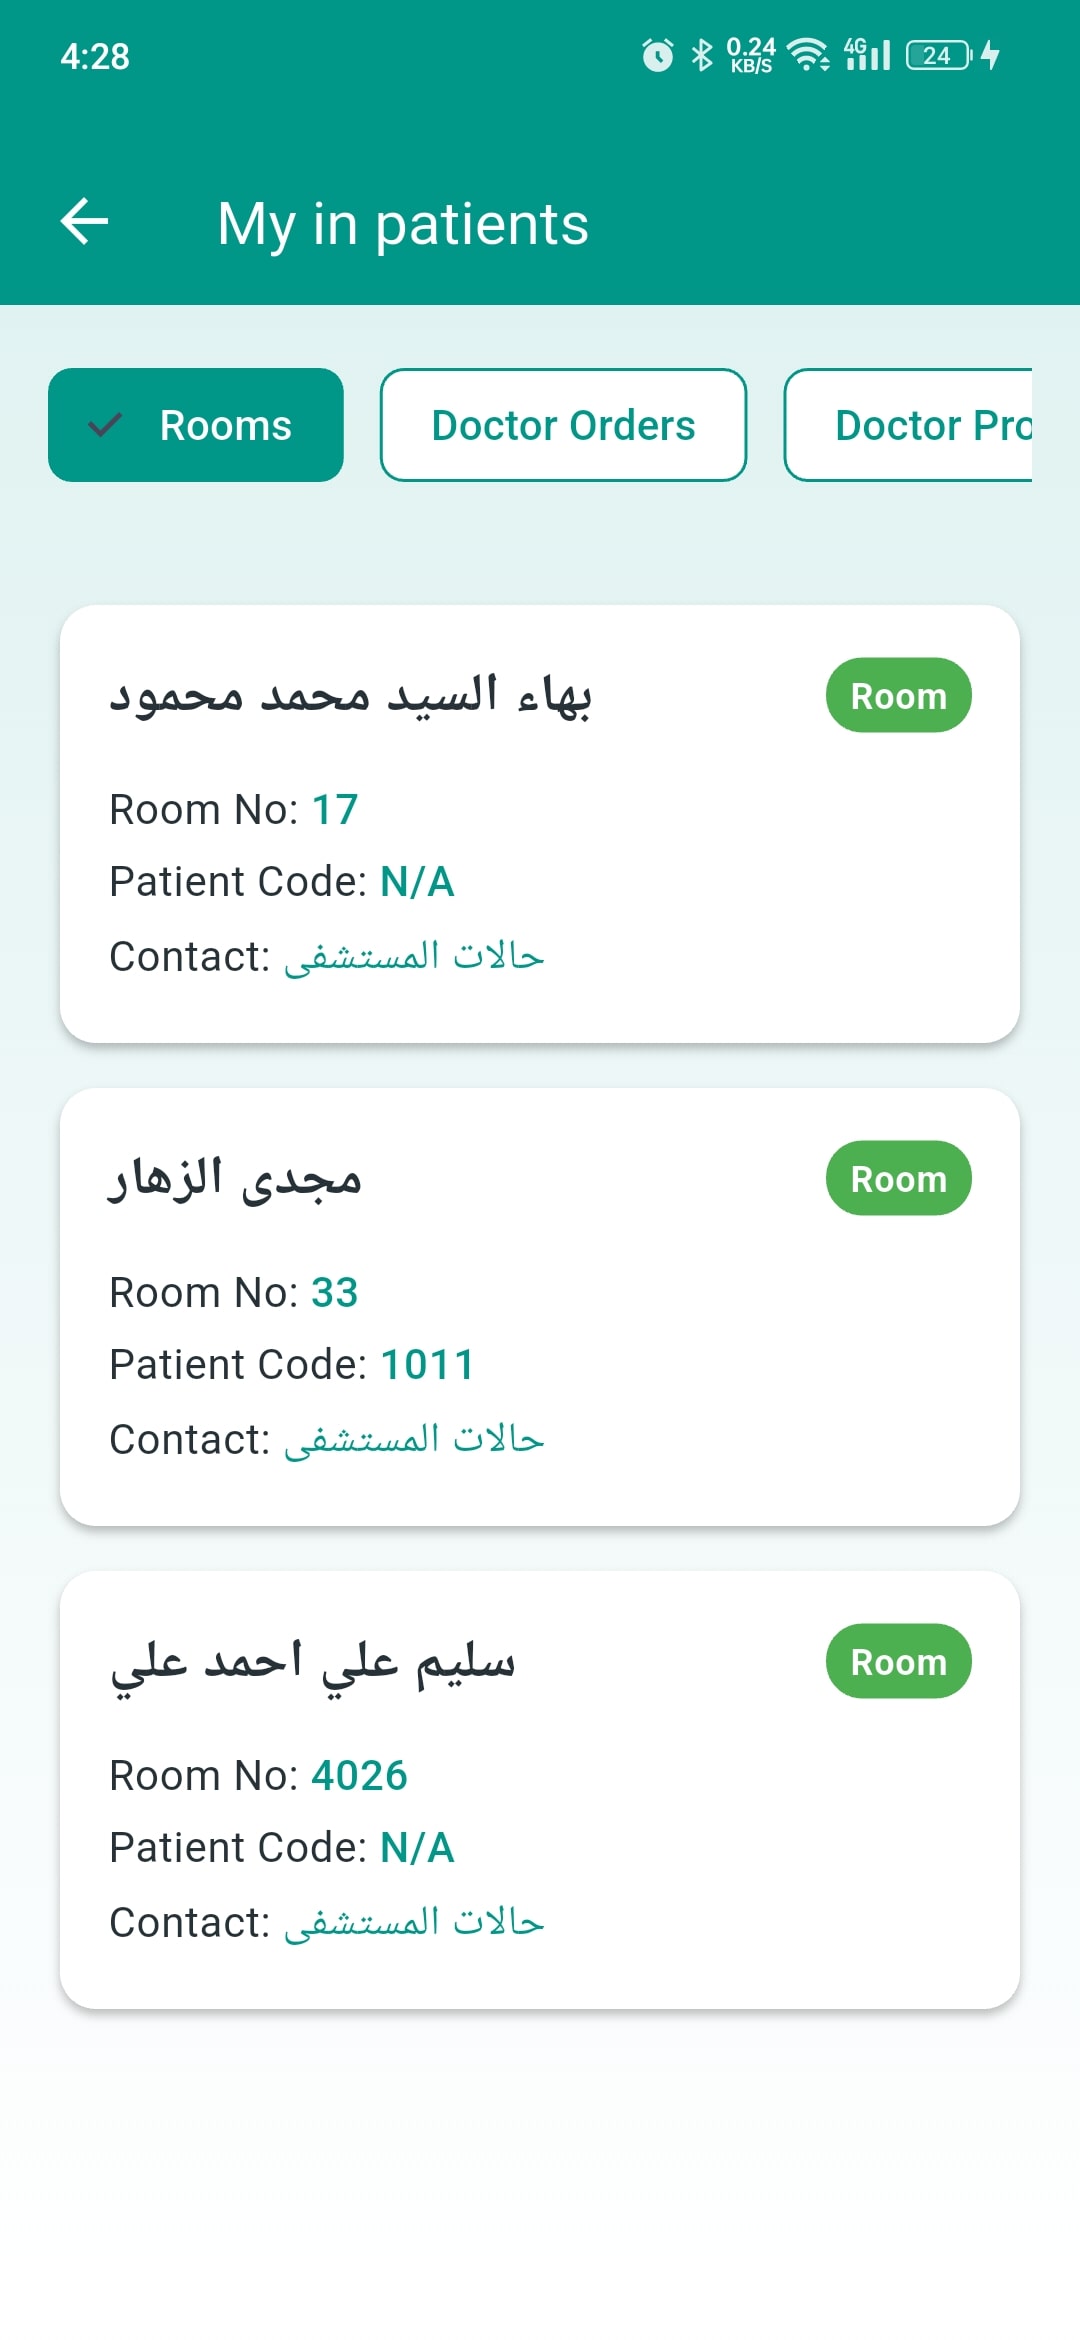 4:28
0.24 KB/S 4G 24
My in patients
Rooms
Doctor Orders
Doctor Pro
بهاء السيد محمد محمود
Room
Room No: 17
Patient Code: N/A
Contact: حالات المستشفى
مجدى الزهار
Room
Room No: 33
Patient Code: 1011
Contact: حالات المستشفى
سليم علي احمد علي
Room
Room No: 4026
Patient Code: N/A
Contact: حالات المستشفى